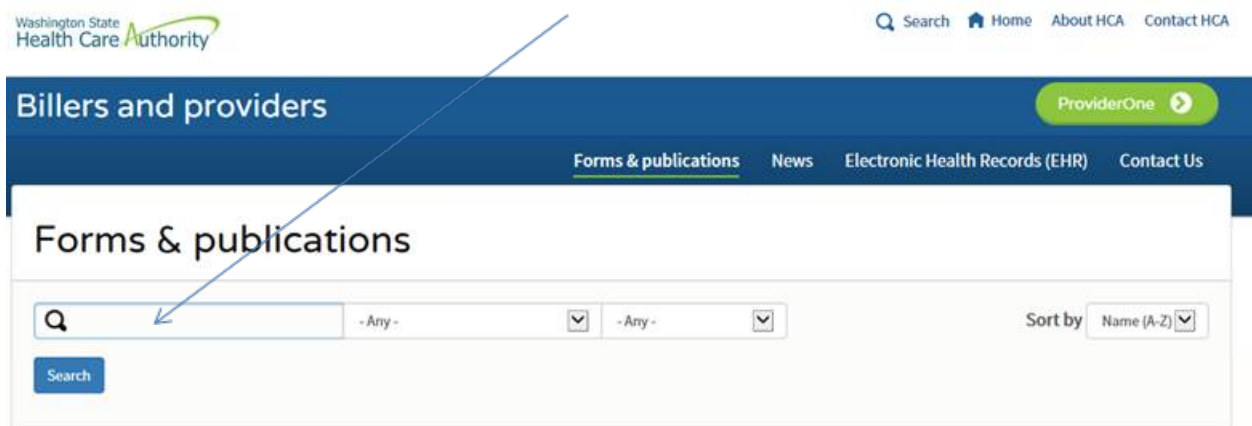 Washington State
Health Care Authority
Search Home About HCA Contact HCA
Billers and providers
ProviderOne
Forms & publications News Electronic Health Records (EHR) Contact Us
Forms & publications
- Any - - Any - Sort by Name (A-Z)
Search